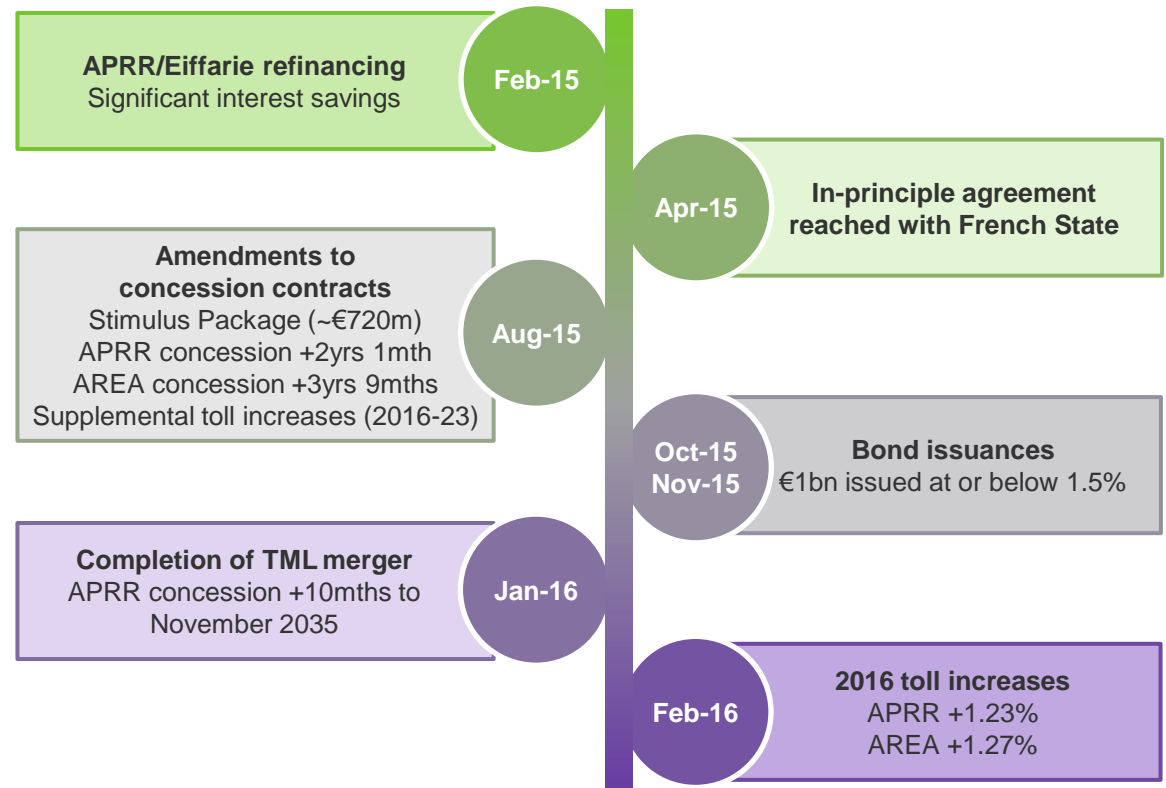 APRR/Eiffarie refinancing
Significant interest savings
Feb-15
Apr-15
In-principle agreement
reached with French State
Amendments to
concession contracts
Stimulus Package (~€720m)
APRR concession +2yrs 1mth
AREA concession +3yrs 9mths
Supplemental toll increases (2016-23)
Aug-15
Oct-15
Nov-15
Bond issuances
€1bn issued at or below 1.5%
Completion of TML merger
APRR concession +10mths to
November 2035
Jan-16
Feb-16
2016 toll increases
APRR +1.23%
AREA +1.27%